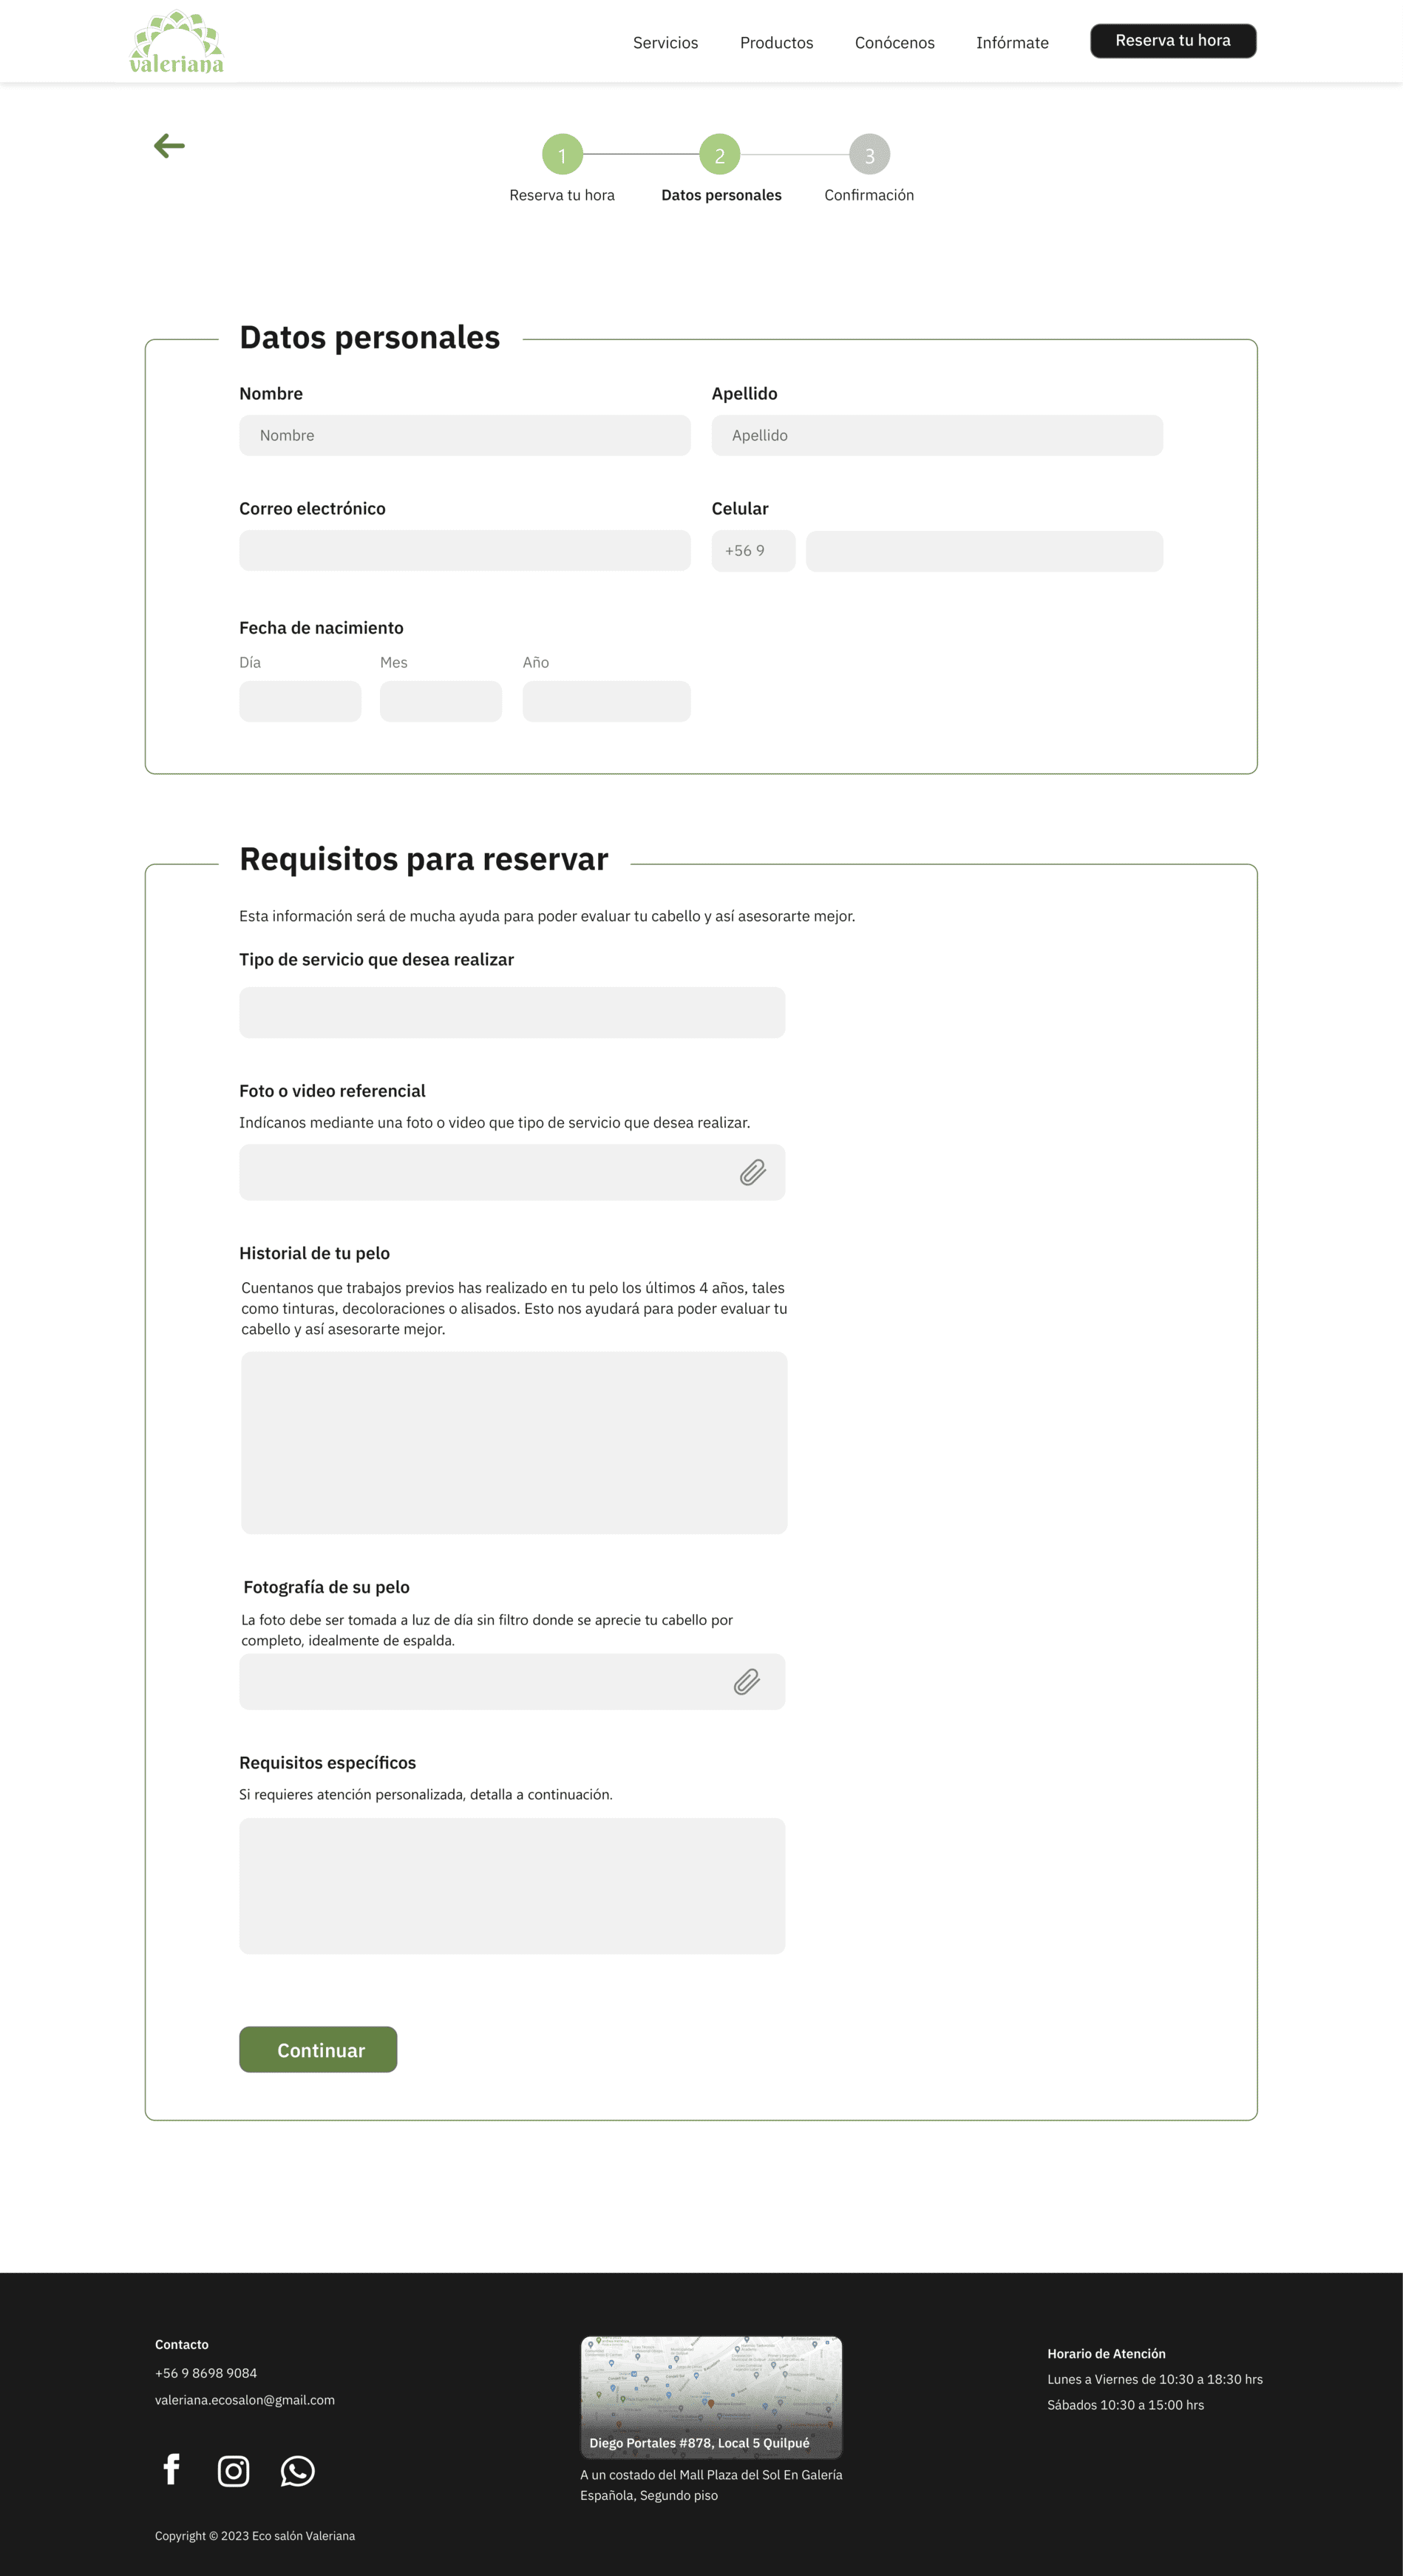 valeriana
Servicios
Productos
Conócenos
Infórmate
Reserva tu hora
1
2
3
Reserva tu hora
Datos personales
Confirmación
Datos personales
Nombre
Apellido
Nombre
Apellido
Correo electrónico
Celular
+56 9
Fecha de nacimiento
Día
Mes
Año
Requisitos para reservar
Esta información será de mucha ayuda para poder evaluar tu cabello y así asesorarte mejor.
Tipo de servicio que desea realizar
Foto o video referencial
Indícanos mediante una foto o video que tipo de servicio que desea realizar.
Historial de tu pelo
Cuentanos que trabajos previos has realizado en tu pelo los últimos 4 años, tales
como tinturas, decoloraciones o alisados. Esto nos ayudará para poder evaluar tu
cabello y así asesorarte mejor.
Fotografía de su pelo
La foto debe ser tomada a luz de día sin filtro donde se aprecie tu cabello por
completo, idealmente de espalda.
Requisitos específicos
Si requieres atención personalizada, detalla a continuación.
Continuar
Contacto
+56 9 8698 9084
valeriana.ecosalon@gmail.com
Copyright © 2023 Eco salón Valeriana
Diego Portales #878, Local 5 Quilpué
A un costado del Mall Plaza del Sol En Galería
Española, Segundo piso
Horario de Atención
Lunes a Viernes de 10:30 a 18:30 hrs
Sábados 10:30 a 15:00 hrs